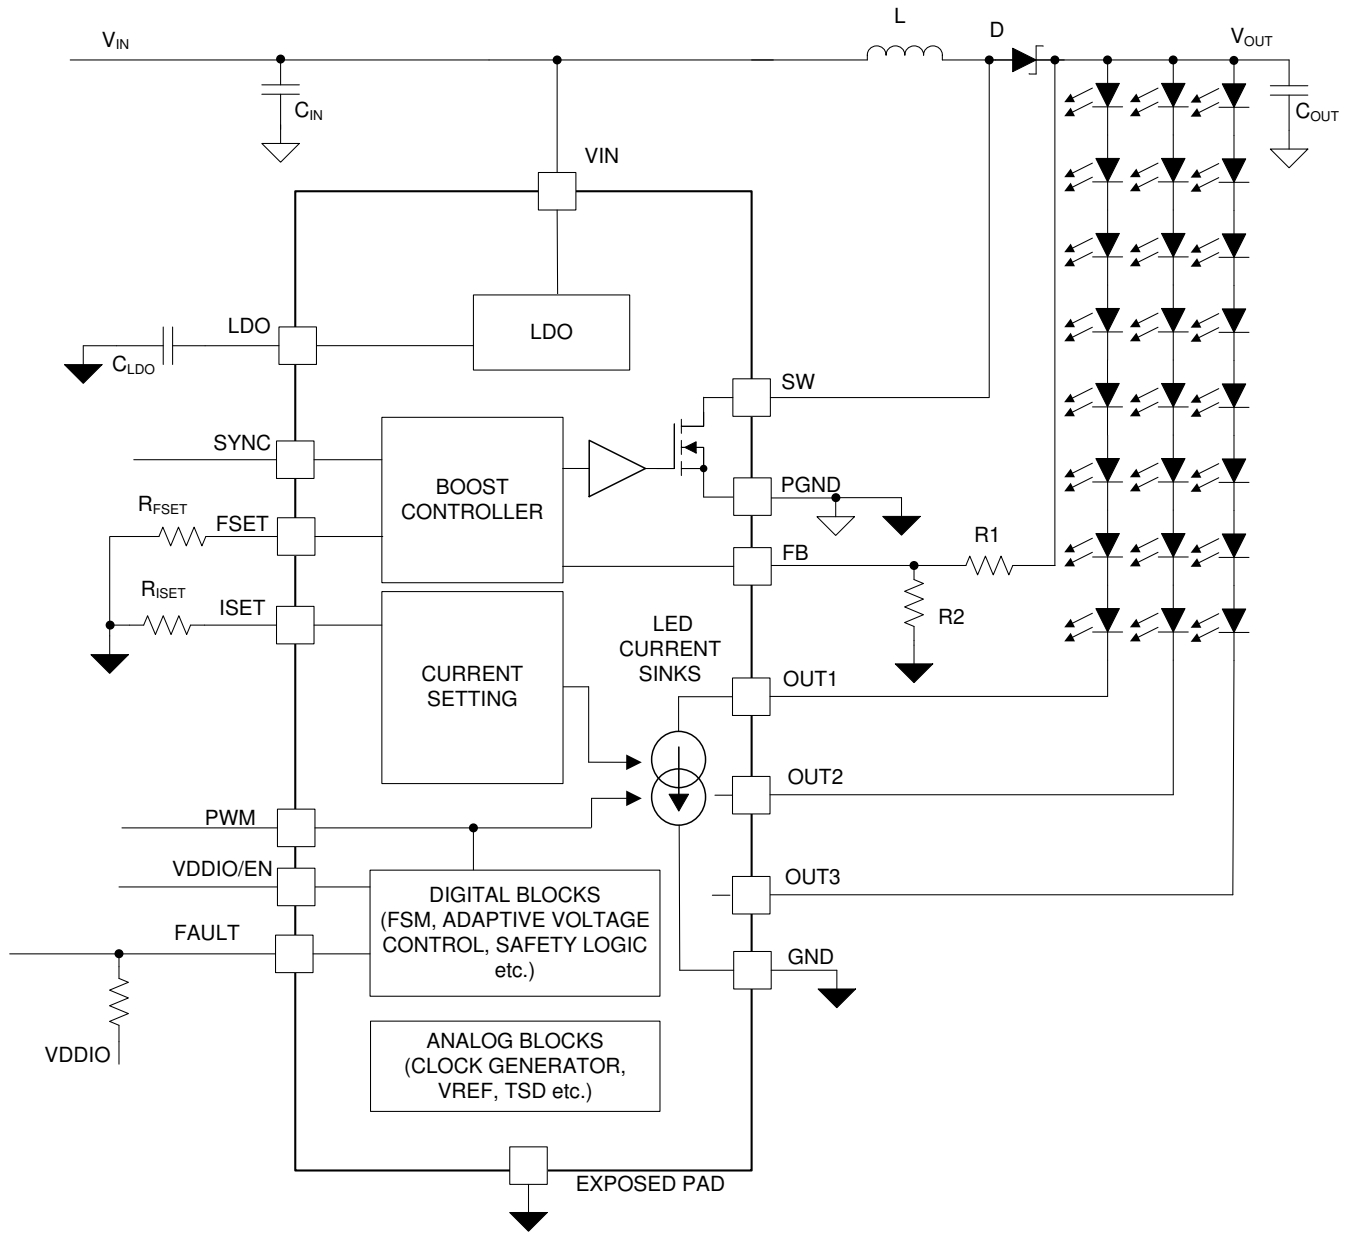 L
D
VIN
VOUT
CIN
COUT
VIN
LDO
LDO
CLDO
SW
SYNC
BOOST
CONTROLLER
PGND
RFSET
FSET
FB
R1
RISET
ISET
R2
LED
CURRENT
SINKS
CURRENT
SETTING
OUT1
OUT2
PWM
VDDIO/EN
OUT3
DIGITAL BLOCKS
(FSM, ADAPTIVE VOLTAGE
CONTROL, SAFETY LOGIC
etc.)
FAULT
GND
VDDIO
ANALOG BLOCKS
(CLOCK GENERATOR,
VREF, TSD etc.)
EXPOSED PAD